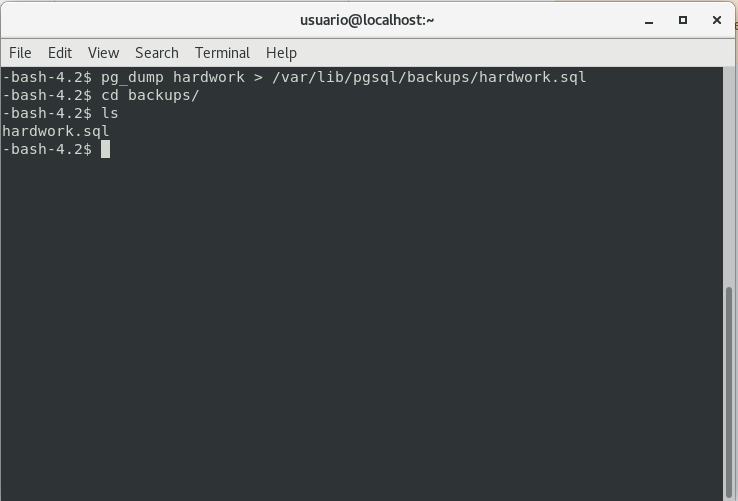 usuario@localhost:~
File Edit View Search Terminal Help
-bash-4.2$ pg_dump hardwork > /var/lib/pgsql/backups/hardwork.sql
-bash-4.2$ cd backups/
-bash-4.2$ ls
hardwork.sql
-bash-4.2$